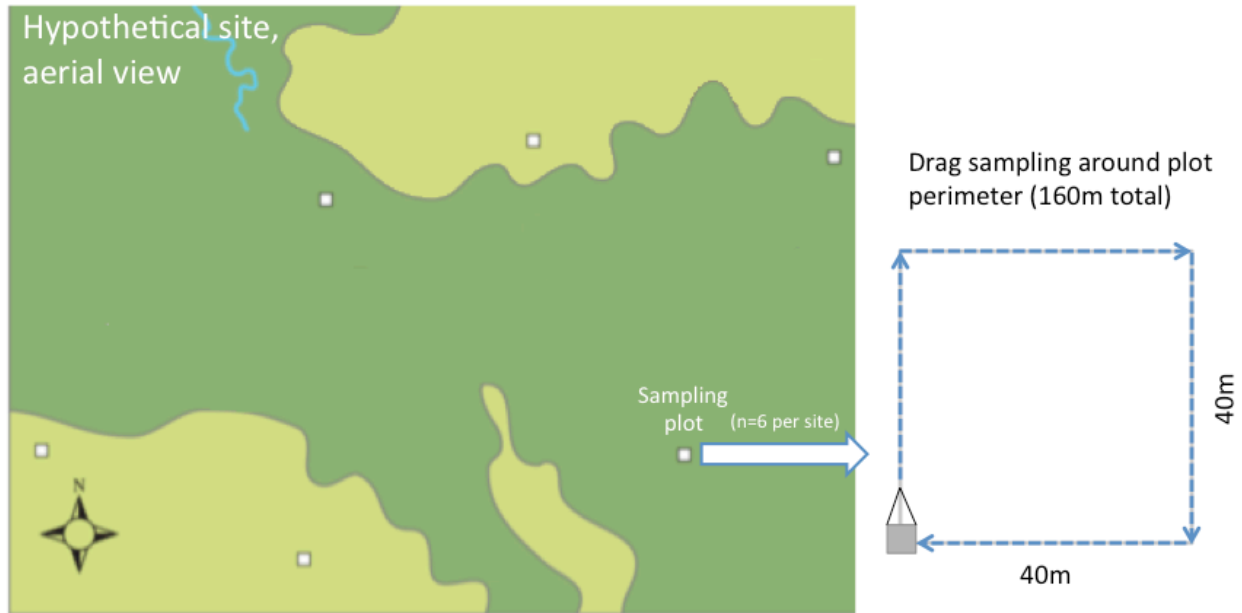 Hypothetical site,
aerial view
Drag sampling around plot
perimeter (160m total)
Sampling
plot
(n=6 per site)
40m
N
40m